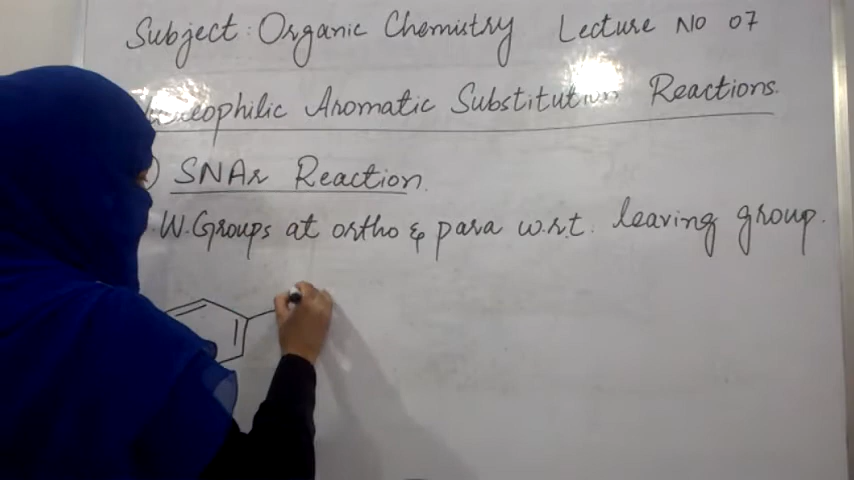 Subject: Organic Chemistry Lecture No 07
Aromatic Substitution Reactions.
) SNAr Reaction.
W.Groups at ortho & para w.r.t. leaving group.